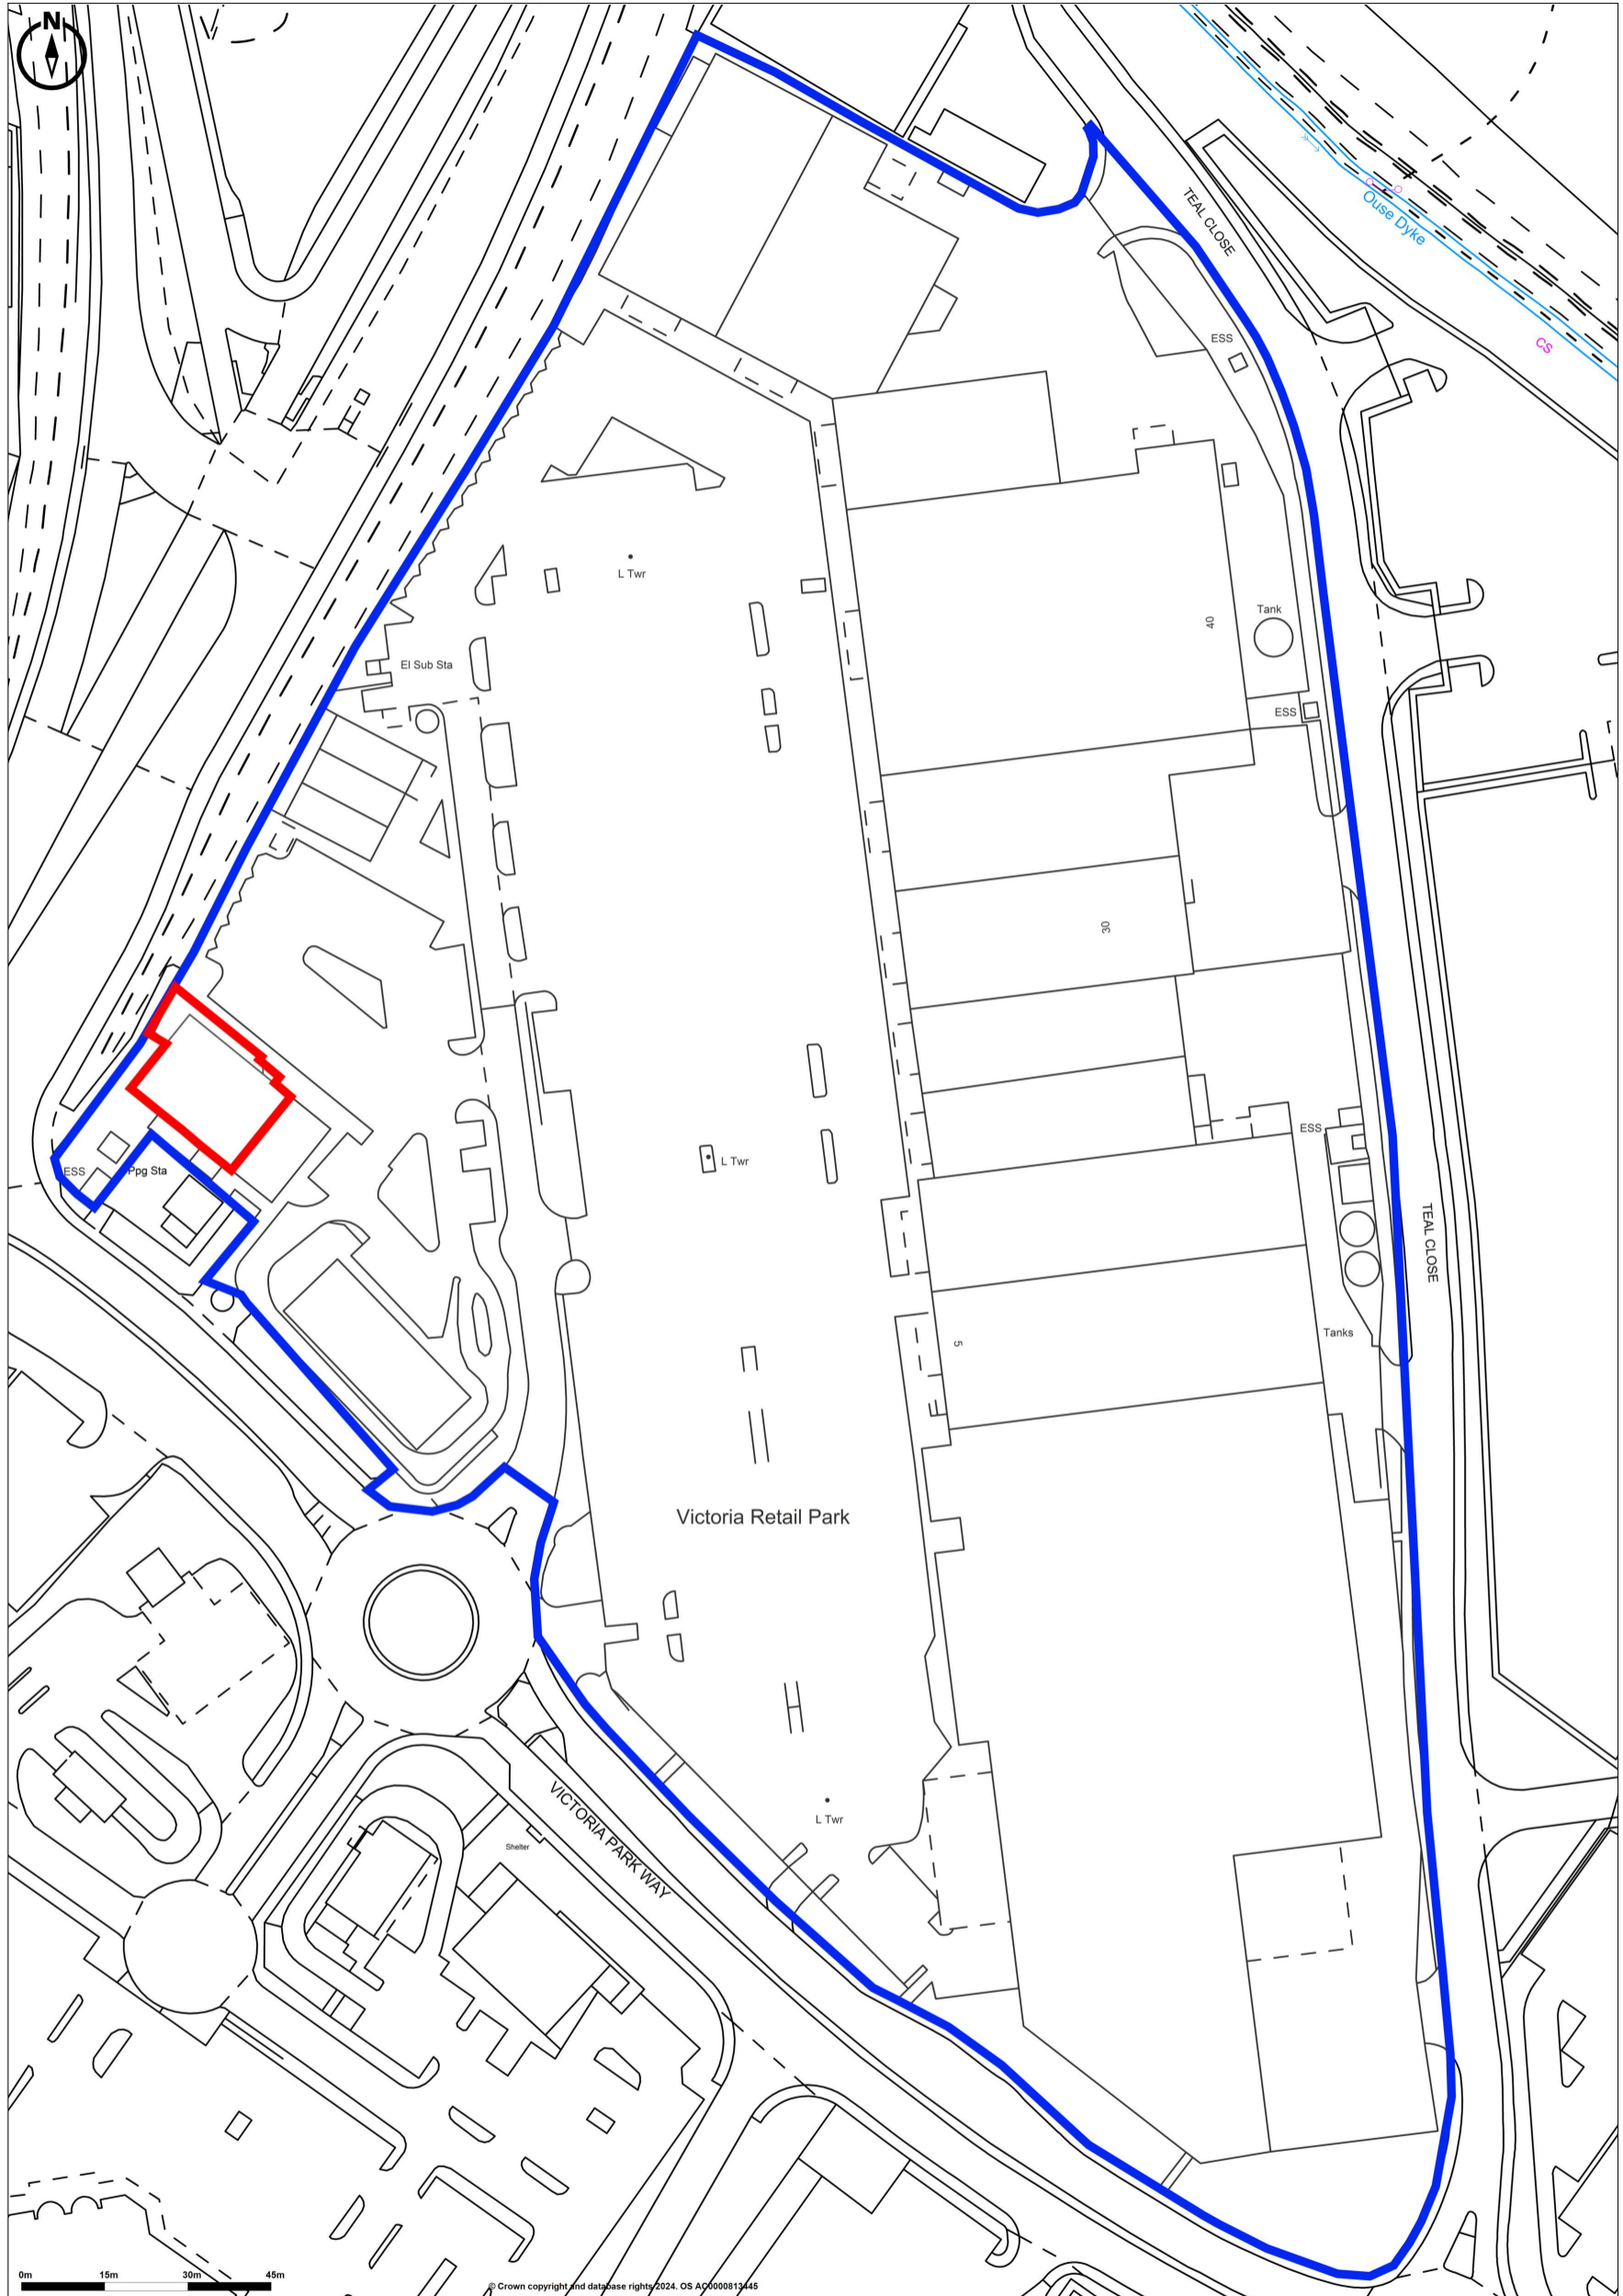 N
TEAL CLOSE
Ouse Dyke
CS
ESS
L Twr
Tank
40
El Sub Sta
ESS
30
ESS
L Twr
ESS
Ppg Sta
TEAL CLOSE
Tanks
5
Victoria Retail Park
L Twr
VICTORIA PARK WAY
Shelter
0m 15m 30m 45m
© Crown copyright and database rights 2024. OS AC0000813445